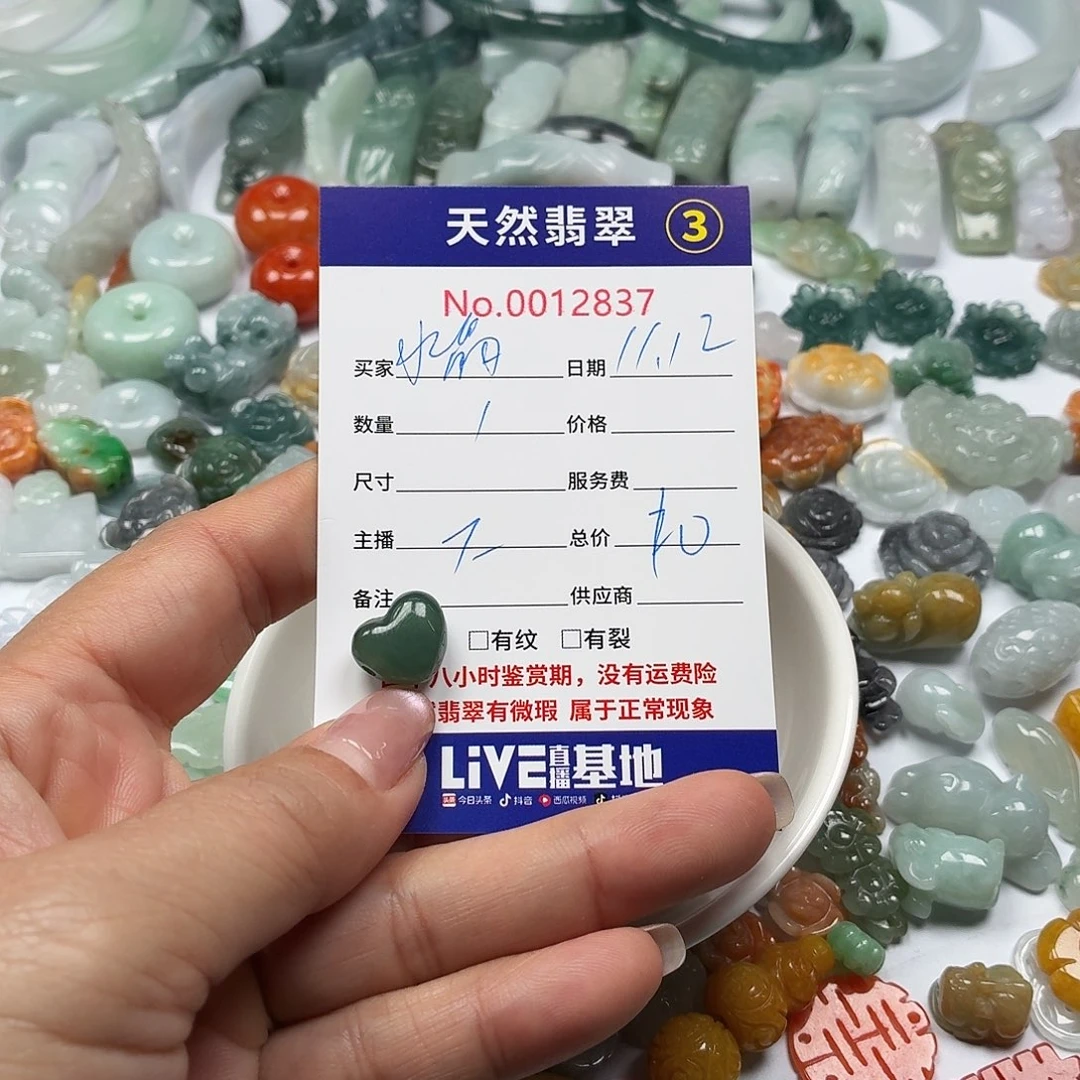 天然翡翠 ③
No.0012837
买家 水晶 日期 11.12
数量 1 价格
尺寸 服务费
主播 总价
备注 供应商
□有纹 □有裂
八小时鉴赏期，没有运费险
翡翠有微瑕 属于正常现象
LiVE直播基地
头条 今日头条 抖音 西瓜视频